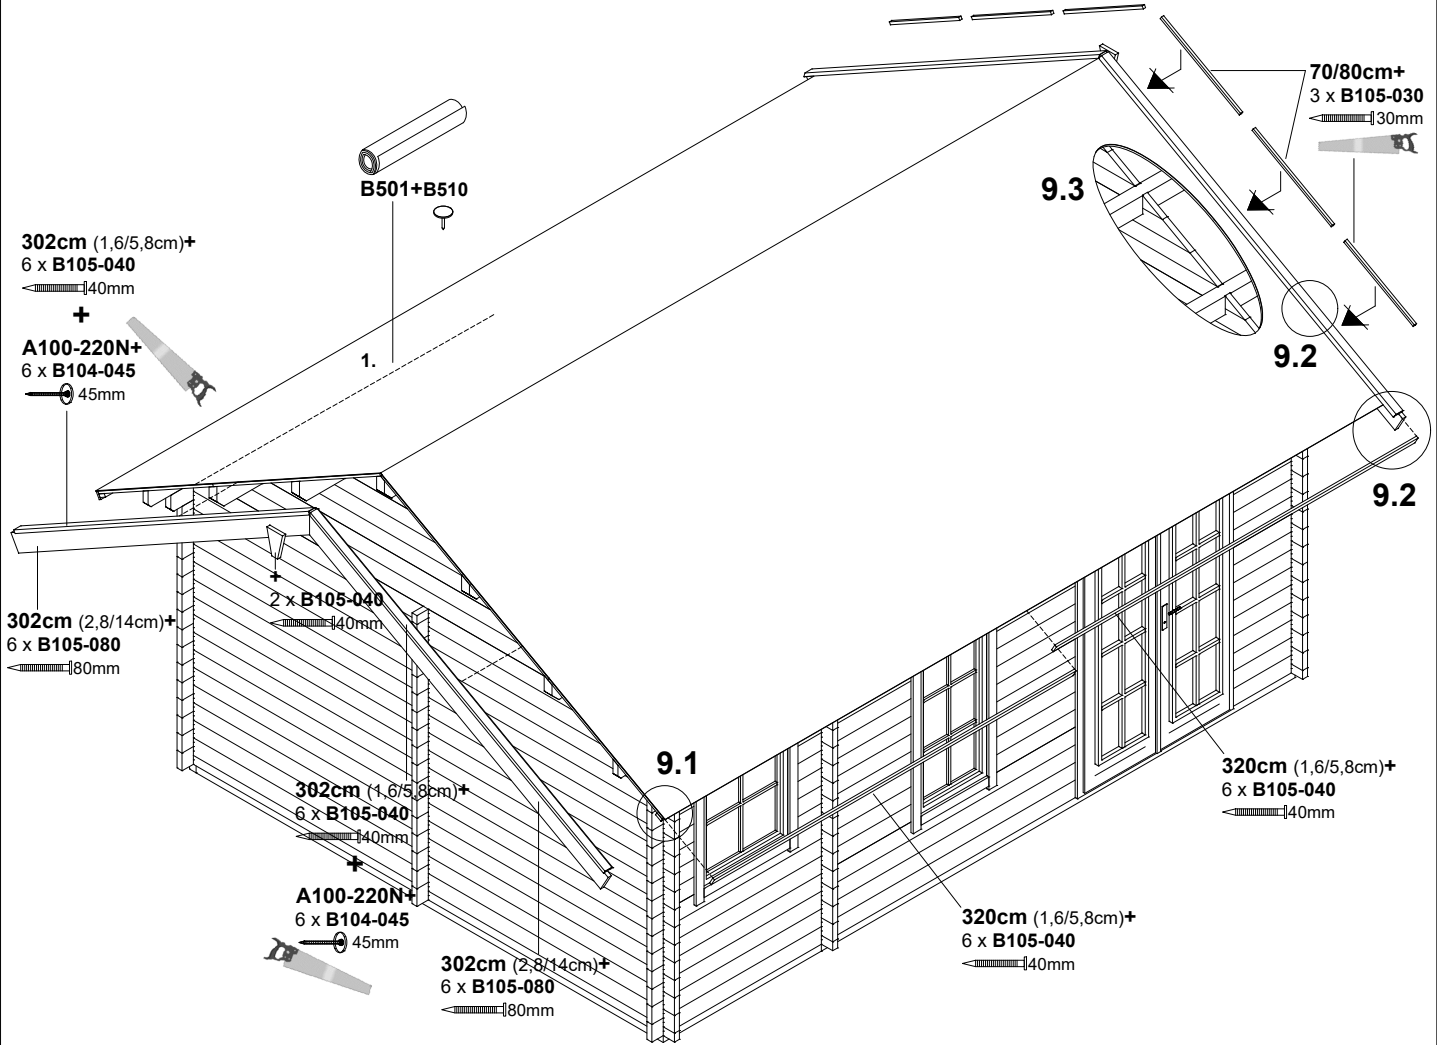 70/80cm+
3 x B105-030
30mm
9.3
B501+B510
302cm (1,6/5,8cm)+
6 x B105-040
40mm
+
A100-220N+
6 x B104-045
45mm
1.
9.2
9.2
302cm (2,8/14cm)+
6 x B105-080
80mm
+
2 x B105-040
40mm
9.1
302cm (1,6/5,8cm)+
6 x B105-040
40mm
+
A100-220N+
6 x B104-045
45mm
302cm (2,8/14cm)+
6 x B105-080
80mm
320cm (1,6/5,8cm)+
6 x B105-040
40mm
320cm (1,6/5,8cm)+
6 x B105-040
40mm